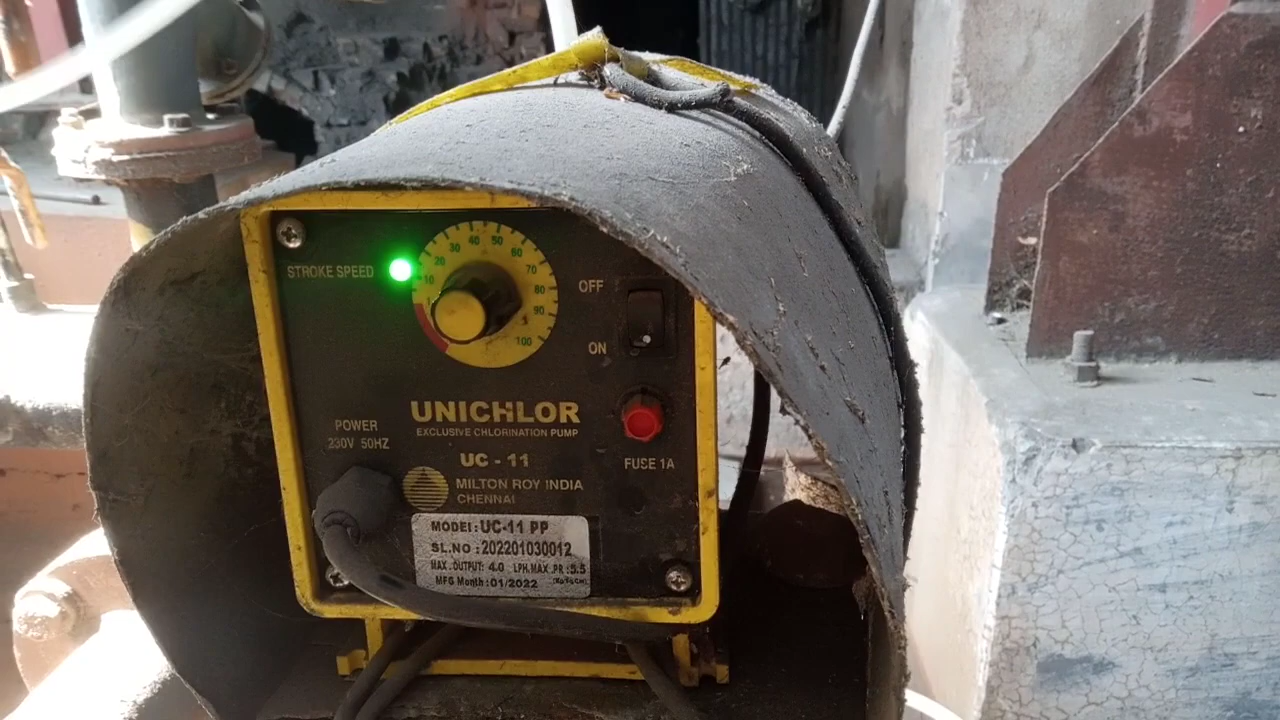 STROKE SPEED
10 20 30 40 50 60 70 80 90 100
OFF
ON
UNICHLOR
EXCLUSIVE CHLORINATION PUMP
UC - 11
POWER
230V 50HZ
FUSE 1A
MILTON ROY INDIA
CHENNAI
MODEL: UC-11 PP
SL.NO : 202201030012
MAX. OUTPUT: 4.0 LPH. MAX .PR : 5.5
MFG Month : 01/2022